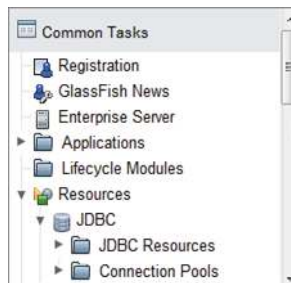 Common Tasks
Registration
GlassFish News
Enterprise Server
Applications
Lifecycle Modules
Resources
JDBC
JDBC Resources
Connection Pools